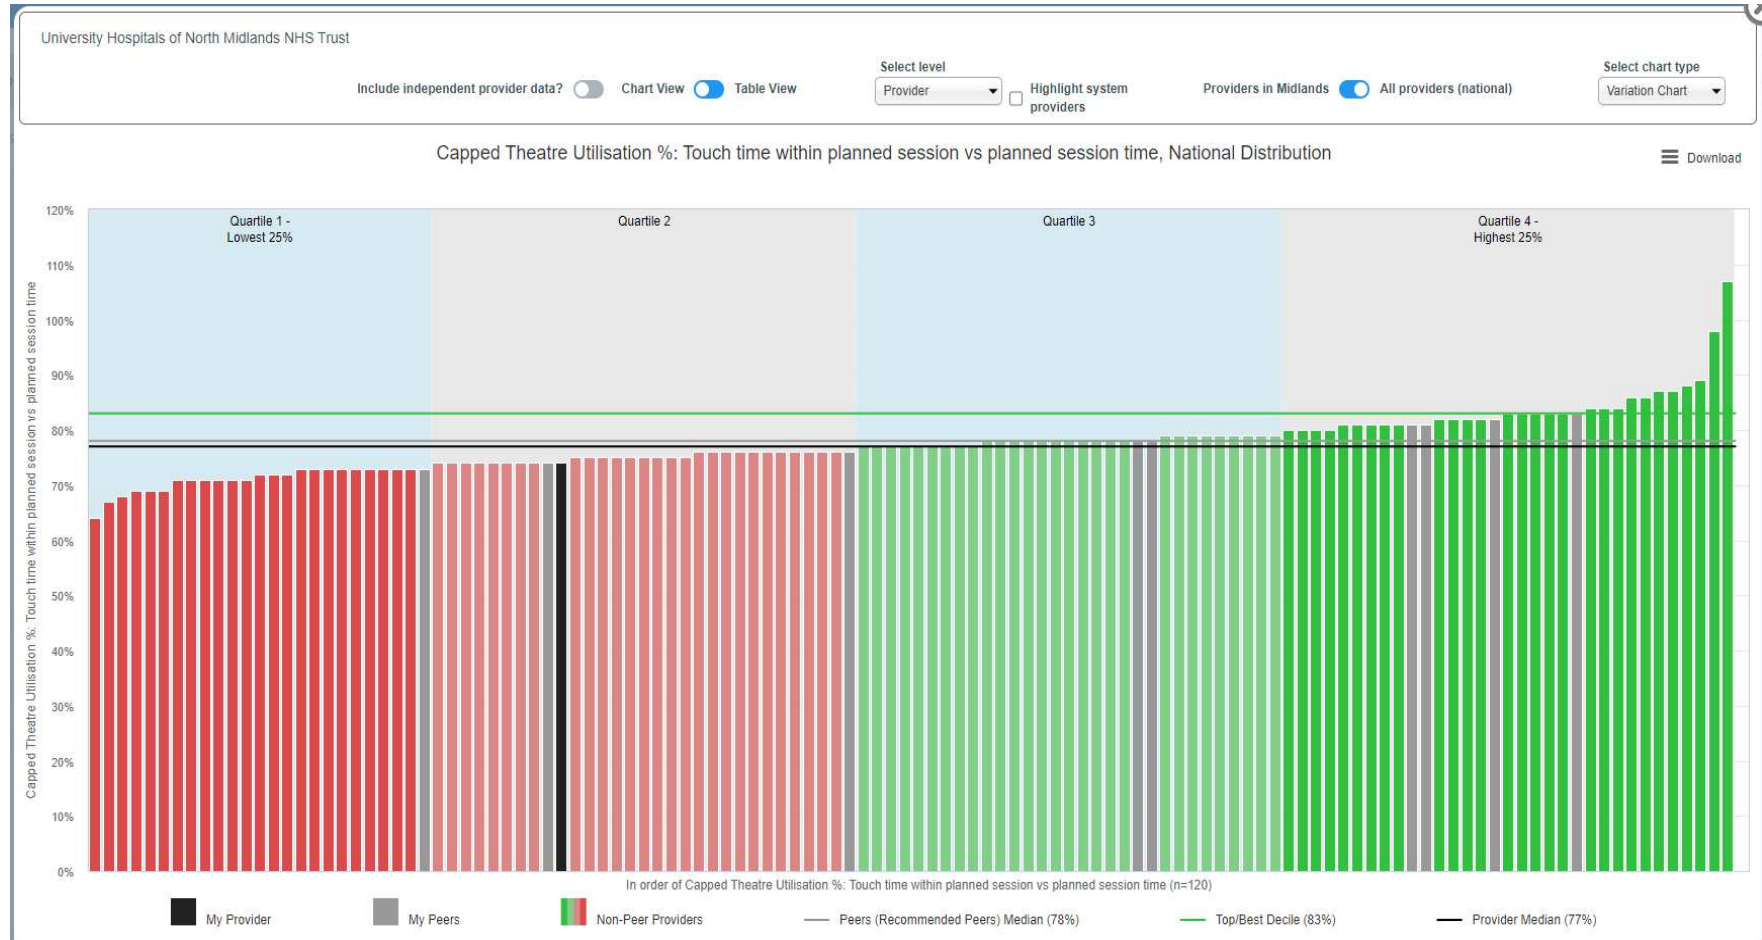 University Hospitals of North Midlands NHS Trust
Include independent provider data?
Chart View
Table View
Select level
Provider
Highlight system
providers
Providers in Midlands
All providers (national)
Select chart type
Variation Chart
Capped Theatre Utilisation %: Touch time within planned session vs planned session time, National Distribution
Download
Capped Theatre Utilisation %: Touch time within planned session vs planned session time
120%
110%
100%
90%
80%
70%
60%
50%
40%
30%
20%
10%
0%
Quartile 1 -
Lowest 25%
Quartile 2
Quartile 3
Quartile 4 -
Highest 25%
In order of Capped Theatre Utilisation %: Touch time within planned session vs planned session time (n=120)
My Provider
My Peers
Non-Peer Providers
Peers (Recommended Peers) Median (78%)
Top/Best Decile (83%)
Provider Median (77%)